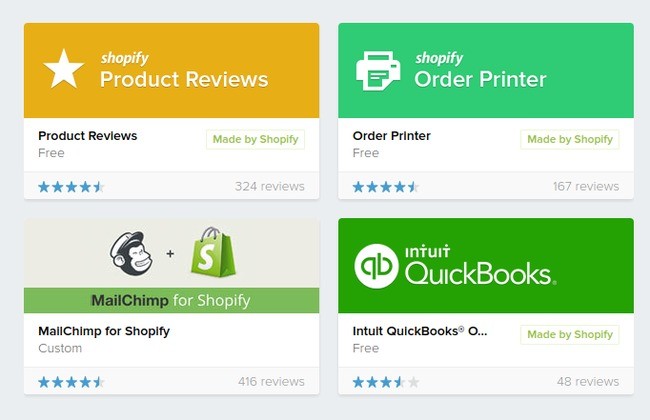 shopify
Product Reviews
Product Reviews
Made by Shopify
Free
324 reviews
shopify
Order Printer
Order Printer
Made by Shopify
Free
167 reviews
+
S
MailChimp for Shopify
MailChimp for Shopify
Custom
416 reviews
qb
intuit
QuickBooks®
Intuit QuickBooks® O...
Made by Shopify
Free
48 reviews